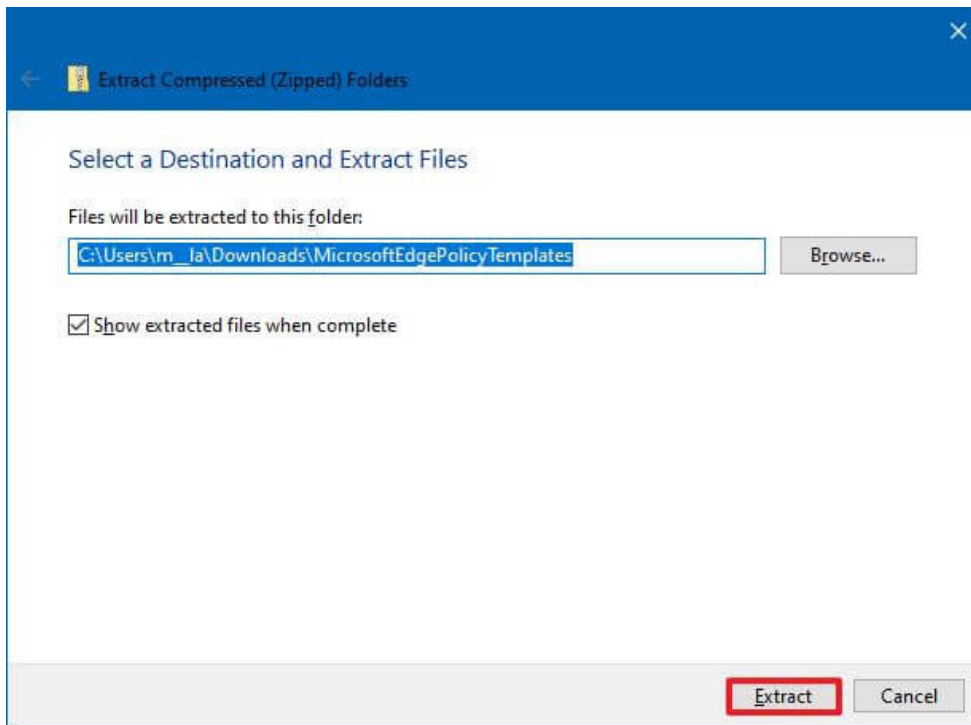 Extract Compressed (Zipped) Folders
Select a Destination and Extract Files
Files will be extracted to this folder:
C:\Users\m__la\Downloads\MicrosoftEdgePolicyTemplates
Browse...
Show extracted files when complete
Extract
Cancel